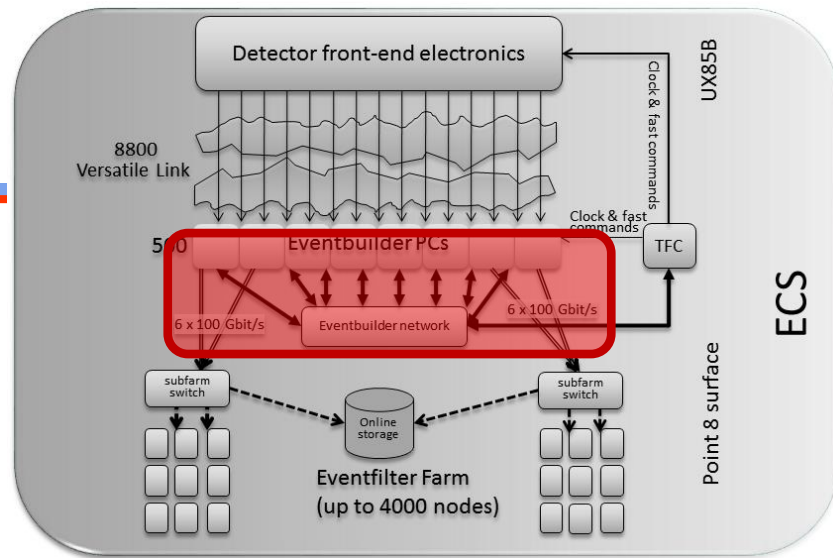 Detector front-end electronics
UX85B
Clock &
fast commands
8800
Versatile Link
Clock & fast
commands
TFC
500
Eventbuilder PCs
ECS
6 x 100 Gbit/s
Eventbuilder network
6 x 100 Gbit/s
subfarm
switch
Online
storage
subfarm
switch
Point 8 surface
Eventfilter Farm
(up to 4000 nodes)